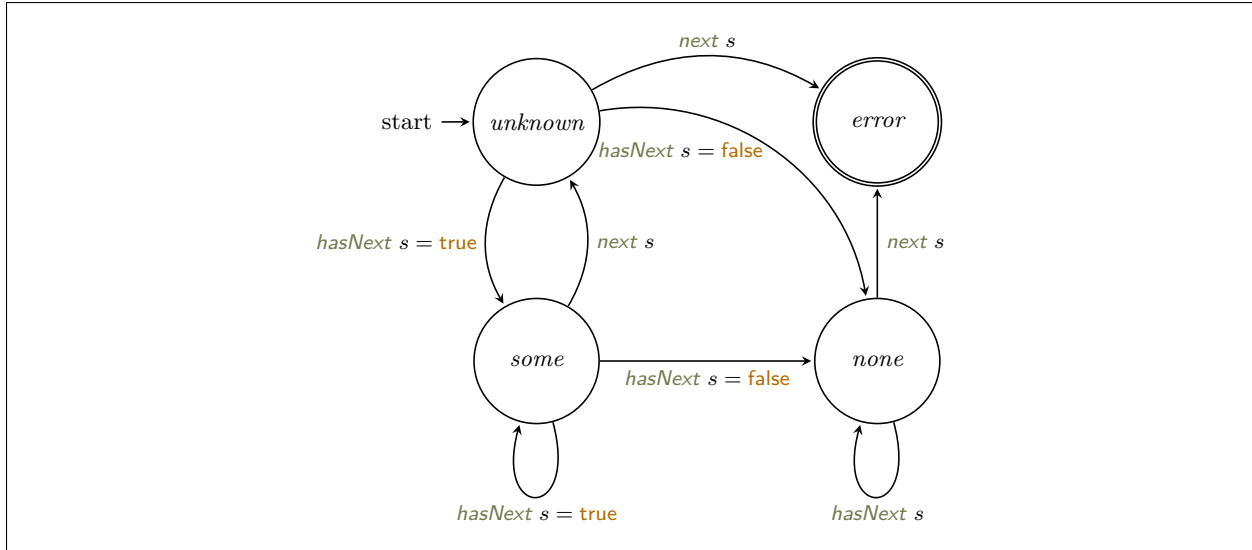 next s
start
unknown
error
hasNext s = false
hasNext s = true
next s
next s
some
none
hasNext s = false
hasNext s = true
hasNext s